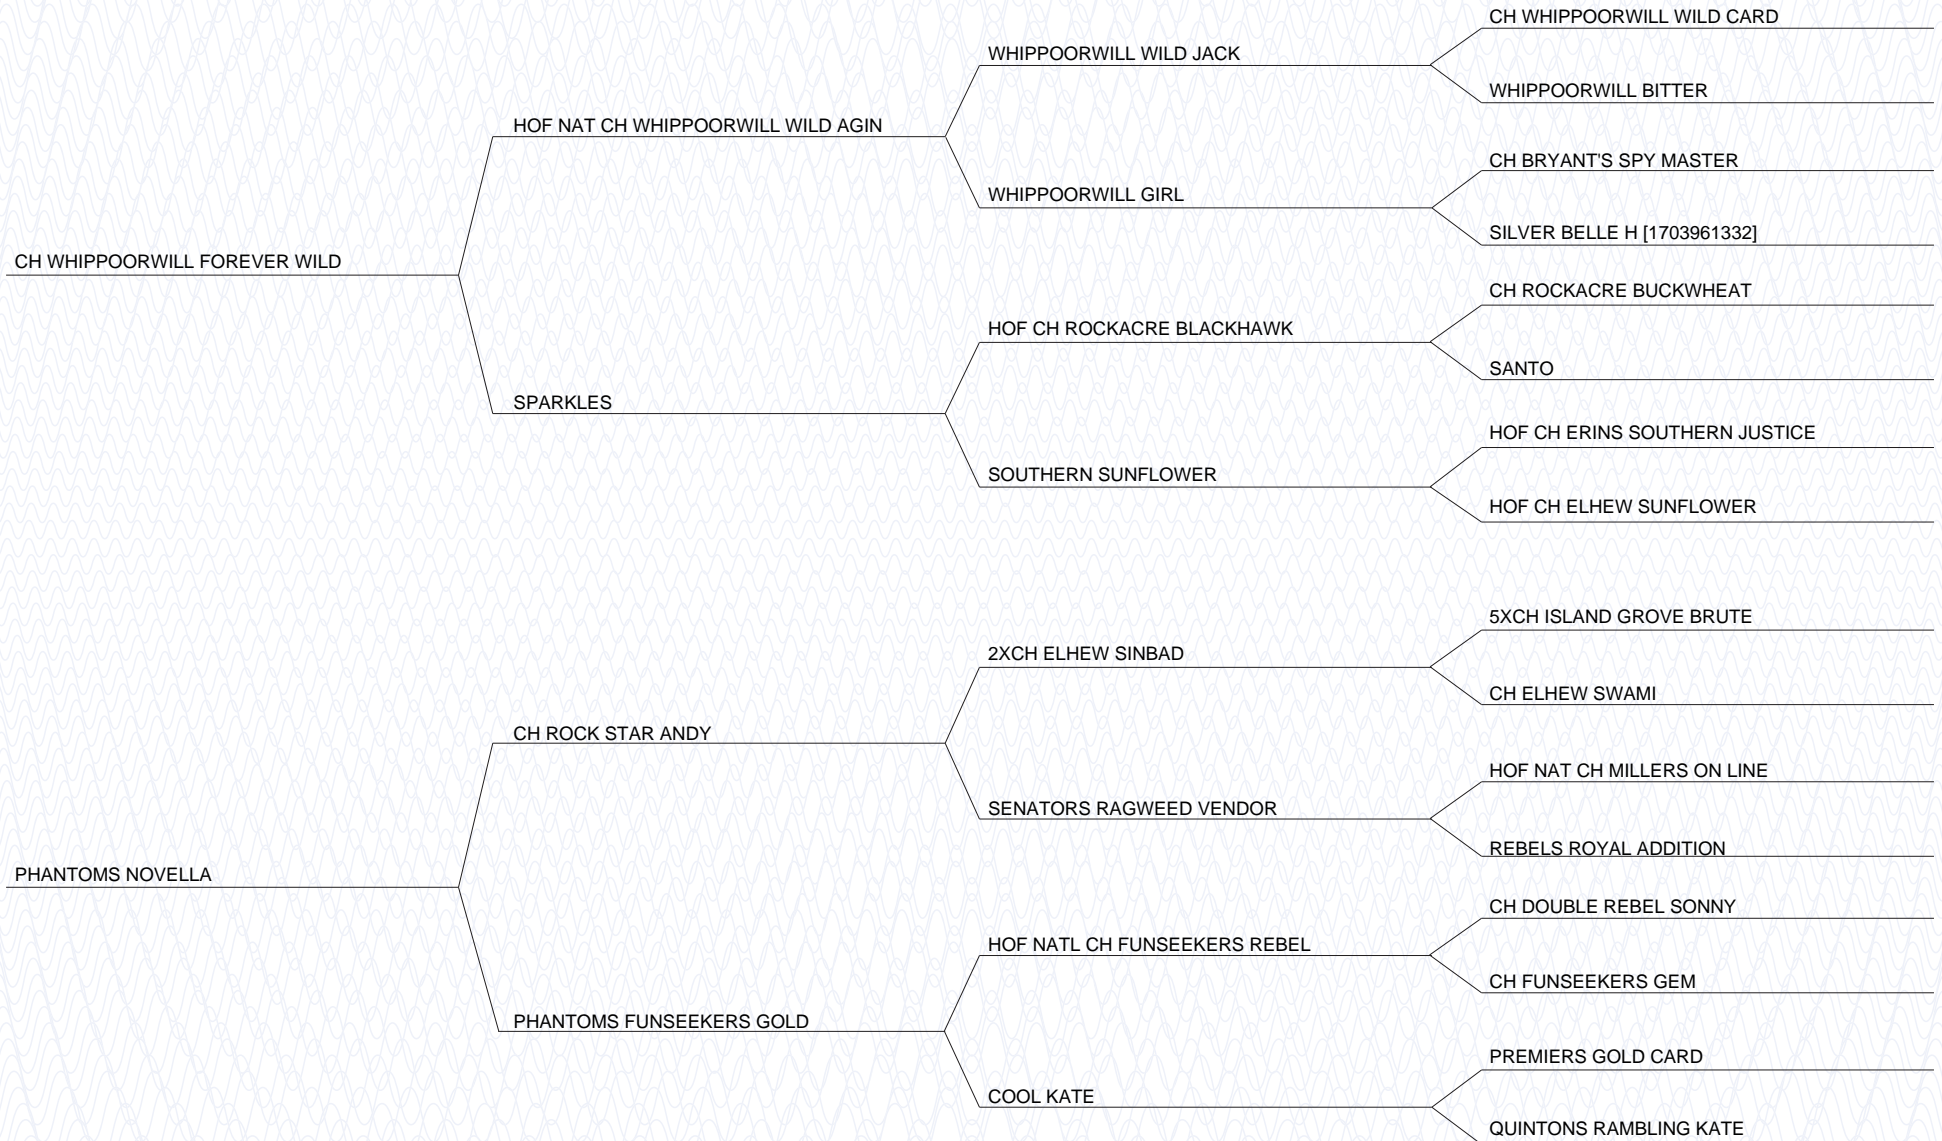 CH WHIPPOORWILL WILD CARD
WHIPPOORWILL WILD JACK
WHIPPOORWILL BITTER
HOF NAT CH WHIPPOORWILL WILD AGIN
CH BRYANT'S SPY MASTER
WHIPPOORWILL GIRL
SILVER BELLE H [1703961332]
CH WHIPPOORWILL FOREVER WILD
CH ROCKACRE BUCKWHEAT
HOF CH ROCKACRE BLACKHAWK
SANTO
SPARKLES
HOF CH ERINS SOUTHERN JUSTICE
SOUTHERN SUNFLOWER
HOF CH ELHEW SUNFLOWER
5XCH ISLAND GROVE BRUTE
2XCH ELHEW SINBAD
CH ELHEW SWAMI
CH ROCK STAR ANDY
HOF NAT CH MILLERS ON LINE
SENATORS RAGWEED VENDOR
REBELS ROYAL ADDITION
PHANTOMS NOVELLA
CH DOUBLE REBEL SONNY
HOF NATL CH FUNSEEKERS REBEL
CH FUNSEEKERS GEM
PHANTOMS FUNSEEKERS GOLD
PREMIERS GOLD CARD
COOL KATE
QUINTONS RAMBLING KATE